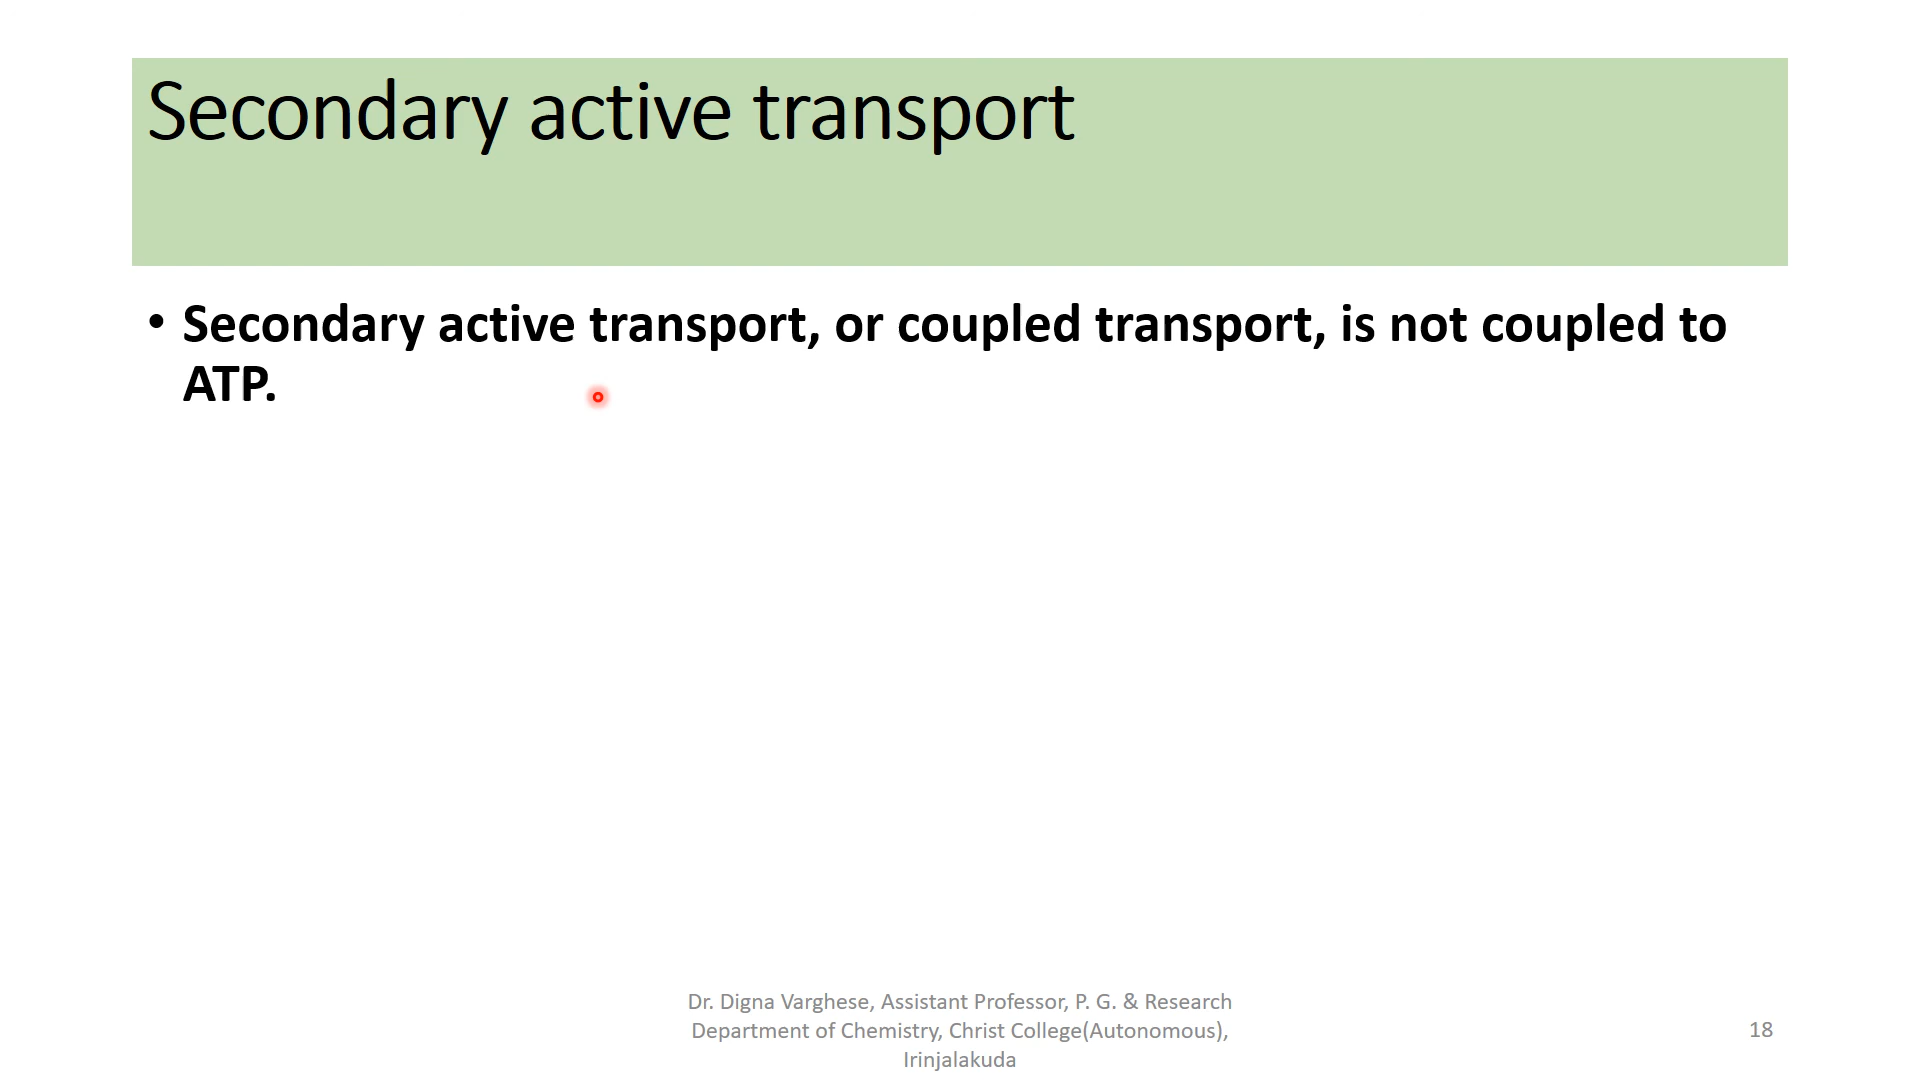 Secondary active transport
• Secondary active transport, or coupled transport, is not coupled to
ATP.
Dr. Digna Varghese, Assistant Professor, P. G. & Research
Department of Chemistry, Christ College(Autonomous),
Irinjalakuda
18